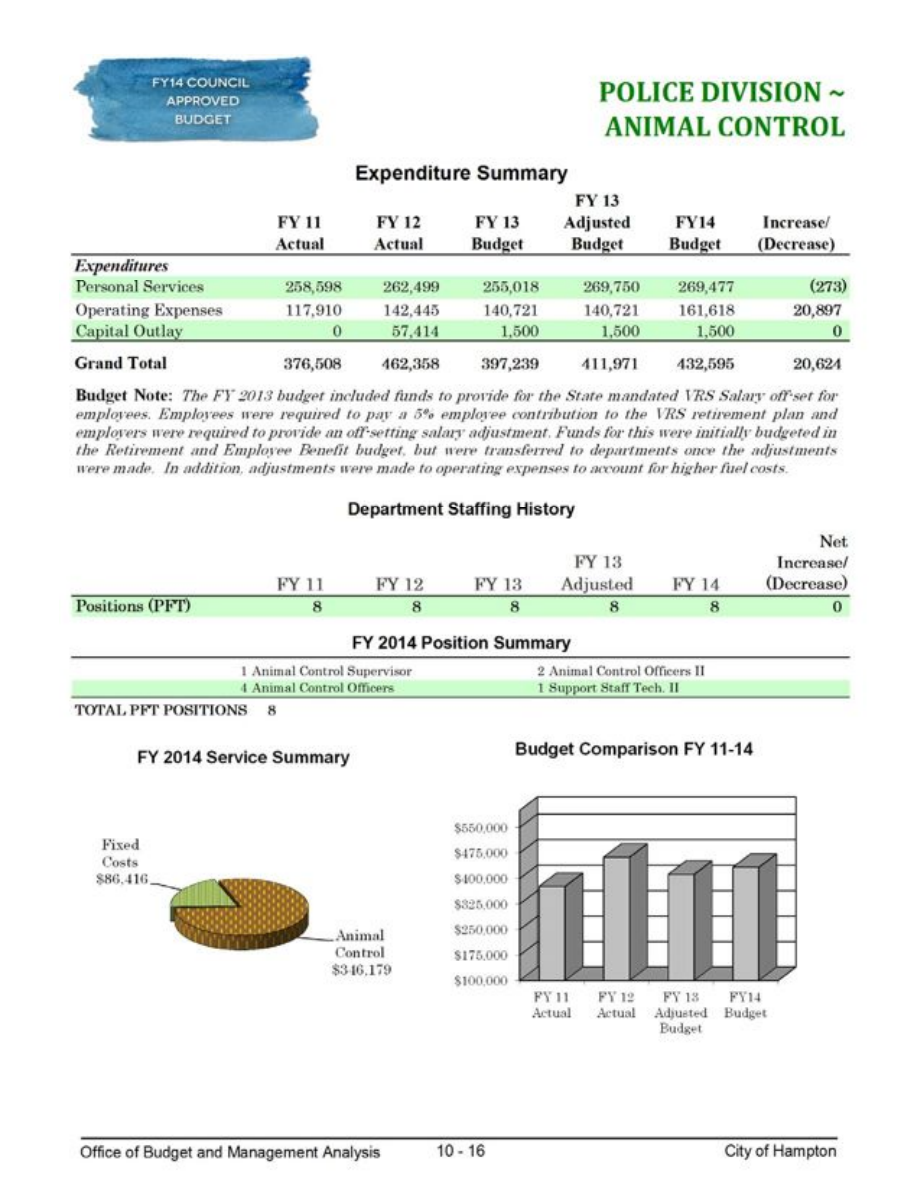 FY14 COUNCIL
APPROVED
BUDGET
POLICE DIVISION ~
ANIMAL CONTROL
Expenditure Summary
FY 13
FY 11 FY 12 FY 13 Adjusted FY14 Increase/
Actual Actual Budget Budget Budget (Decrease)
Expenditures
Personal Services 258,598 262,499 255,018 269,750 269,477 (273)
Operating Expenses 117,910 142,445 140,721 140,721 161,618 20,897
Capital Outlay 0 57,414 1,500 1,500 1,500 0
Grand Total 376,508 462,358 397,239 411,971 432,595 20,624
Budget Note: The FY 2013 budget included funds to provide for the State mandated VRS Salary off-set for
employees. Employees were required to pay a 5% employee contribution to the VRS retirement plan and
employers were required to provide an off-setting salary adjustment. Funds for this were initially budgeted in
the Retirement and Employee Benefit budget, but were transferred to departments once the adjustments
were made. In addition, adjustments were made to operating expenses to account for higher fuel costs.
Department Staffing History
Net
FY 13 Increase/
FY 11 FY 12 FY 13 Adjusted FY 14 (Decrease)
Positions (PFT) 8 8 8 8 8 0
FY 2014 Position Summary
1 Animal Control Supervisor 2 Animal Control Officers II
4 Animal Control Officers 1 Support Staff Tech. II
TOTAL PFT POSITIONS 8
FY 2014 Service Summary
Fixed
Costs
$86,416
Animal
Control
$346,179
Budget Comparison FY 11-14
$550,000
$475,000
$400,000
$325,000
$250,000
$175,000
$100,000
FY 11 FY 12 FY 13 FY14
Actual Actual Adjusted Budget
Budget
Office of Budget and Management Analysis 10 - 16 City of Hampton